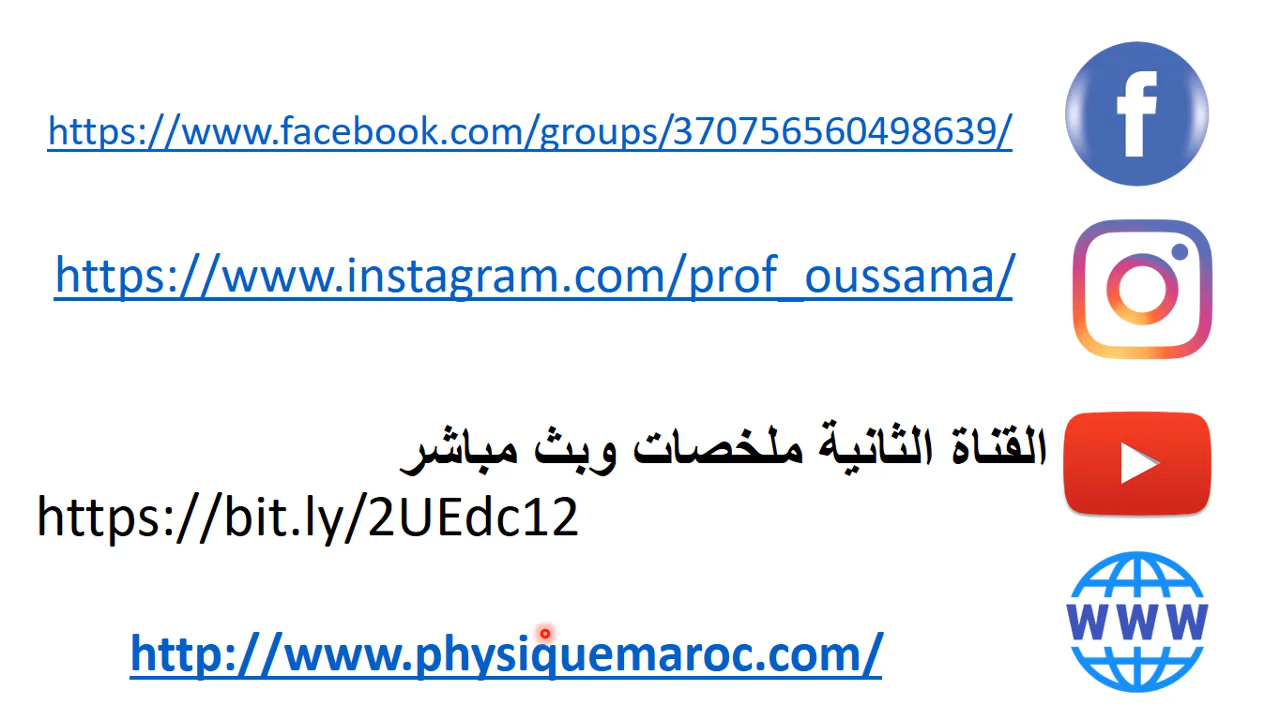 https://www.facebook.com/groups/370756560498639/
https://www.instagram.com/prof_oussama/
القناة الثانية ملخصات وبث مباشر
https://bit.ly/2UEdc12
http://www.physiquemaroc.com/
WWW